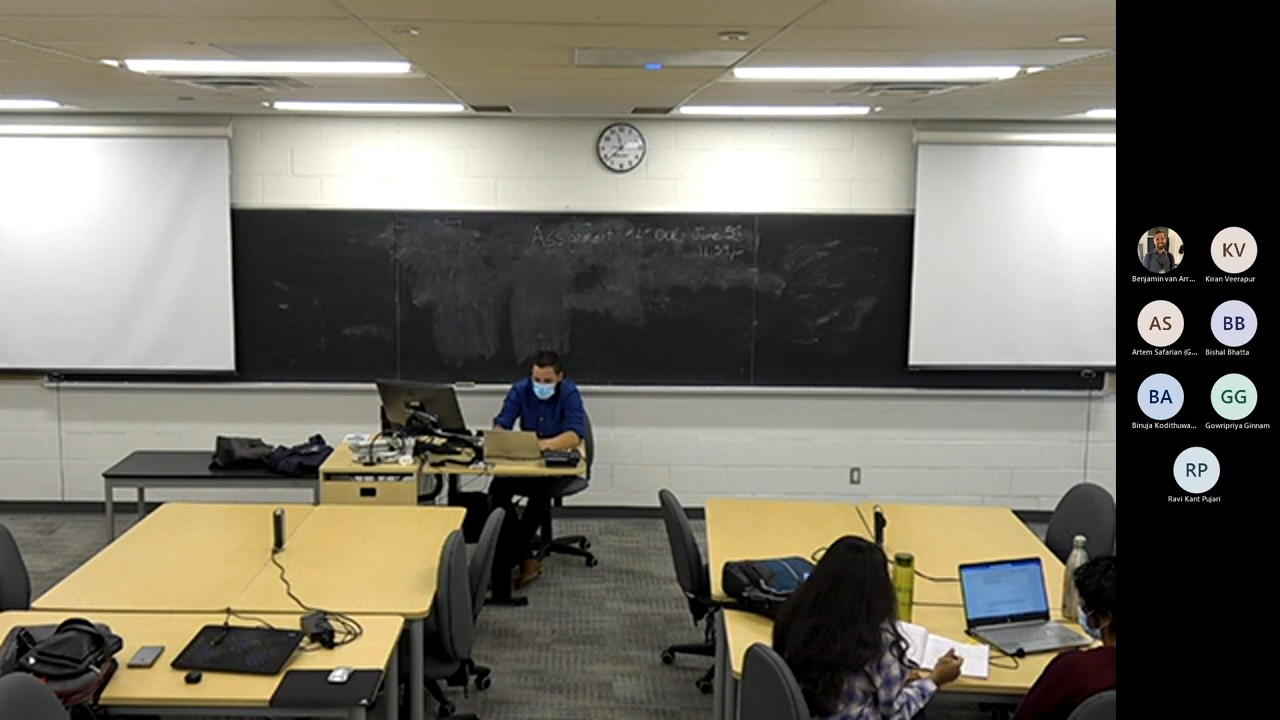 Assignment "2" DUE: June
11:59pm
Benjamin van Arr...
Kiran Veerapur
KV
AS
BB
Artem Safarian (G...
Bishal Bhatta
BA
GG
Binuja Kodithuwa...
Gowripriya Ginnam
RP
Ravi Kant Pujari